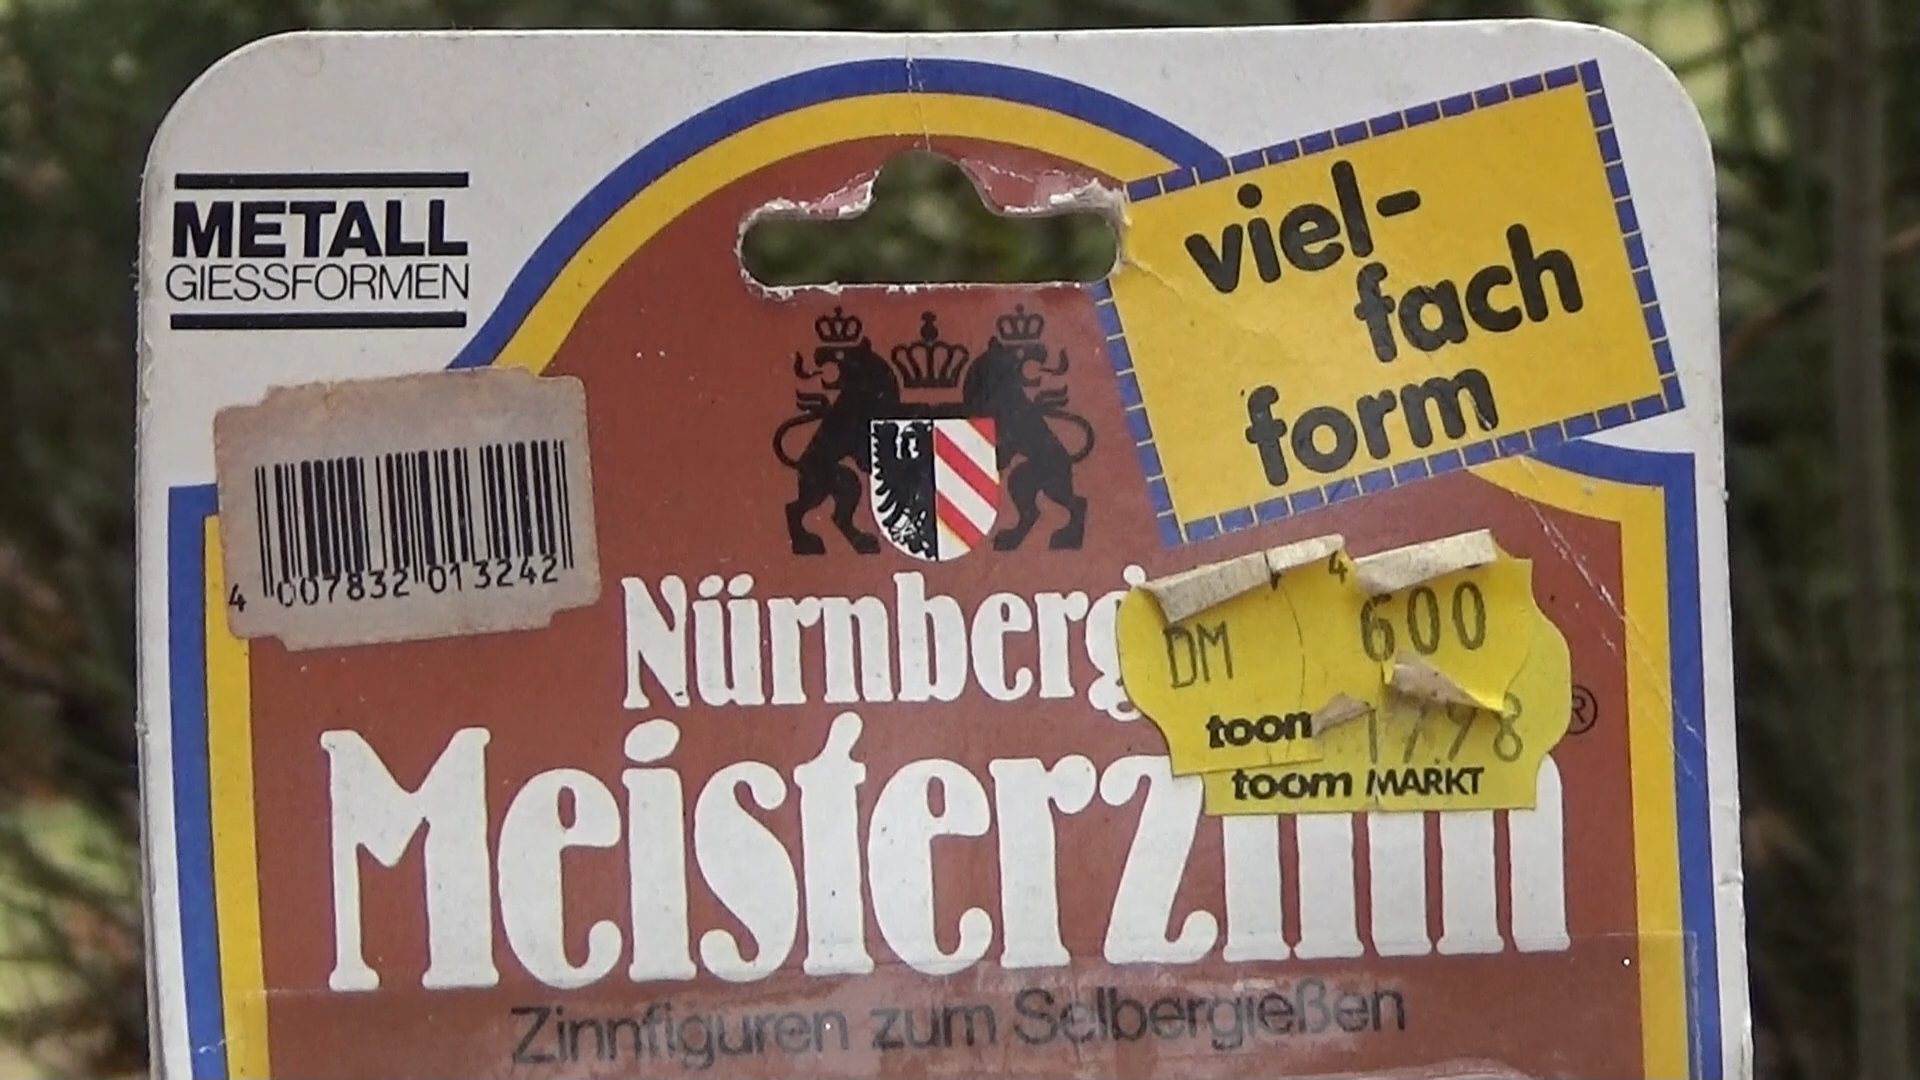 METALL
GIESSFORMEN
viel-
fach
form
4 007832 013242
Nürnberg
DM 600
toom 17.98
toom MARKT
Meisterzinn
®
Zinnfiguren zum Selbergießen